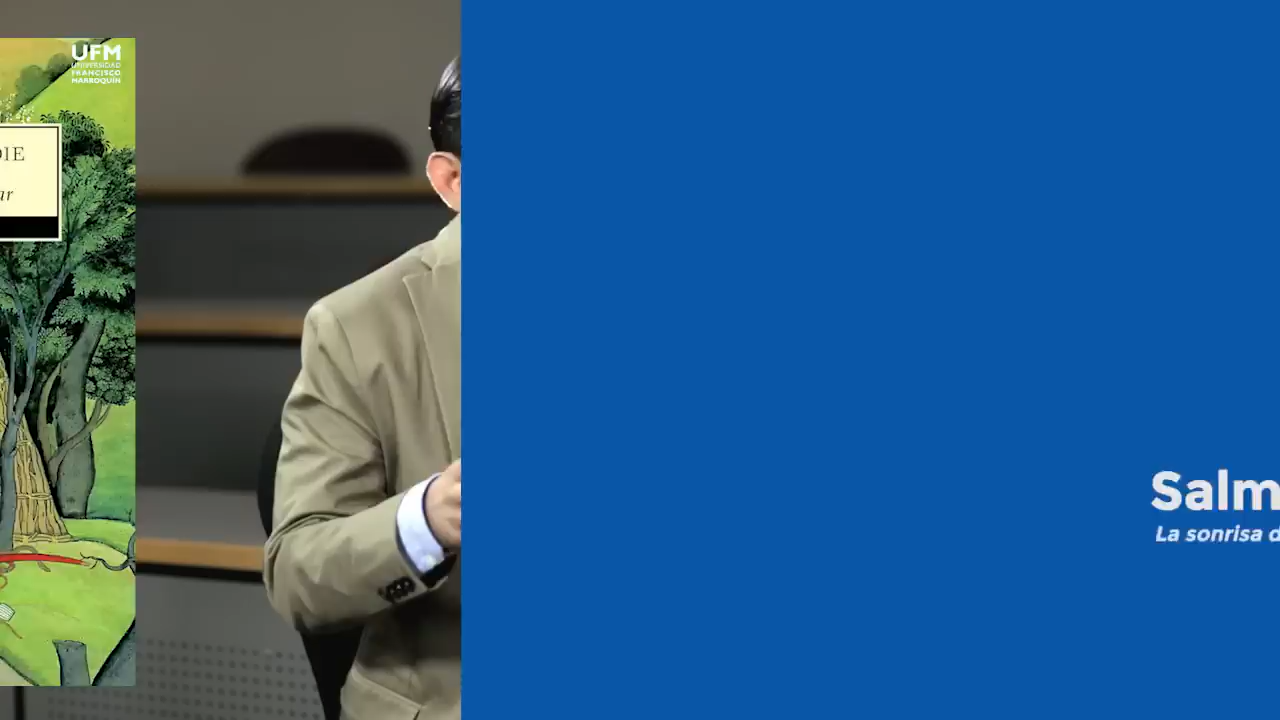 UFM
UNIVERSIDAD
FRANCISCO
MARROQUÍN
DIE
ar
Salm
La sonrisa d